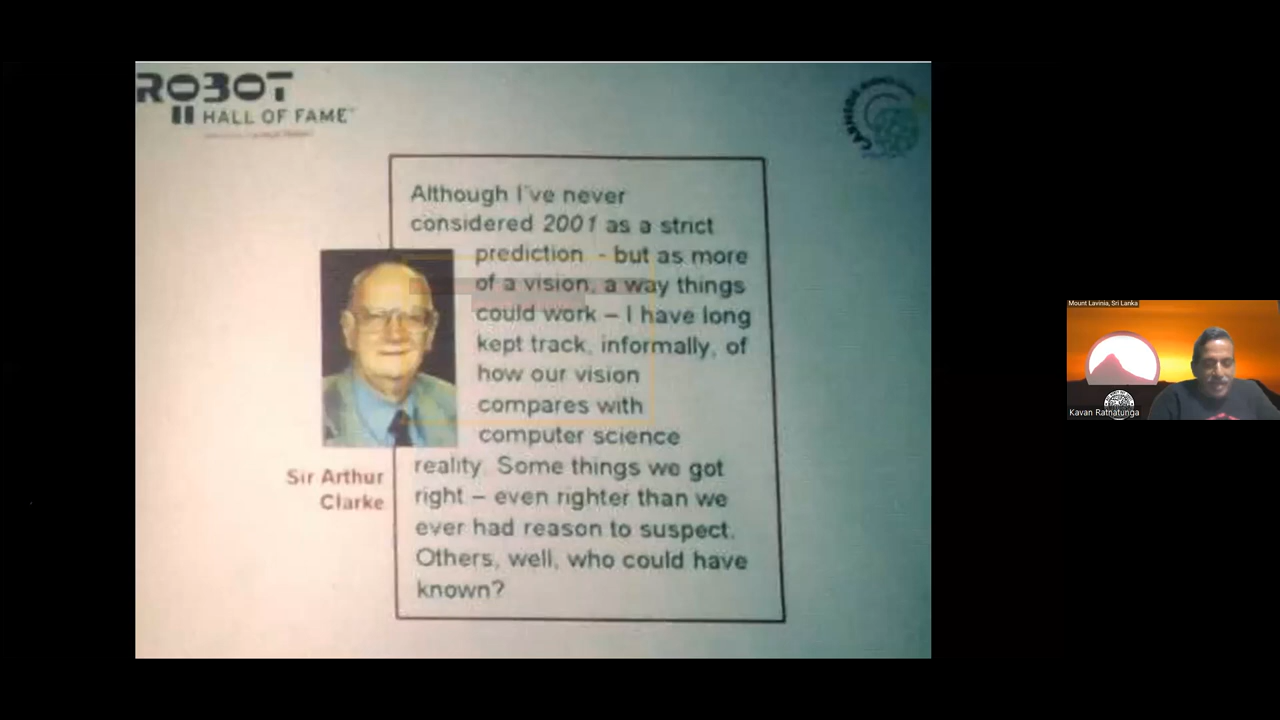 ROBOT
HALL OF FAME™
CARNEGIE
Although I've never
considered 2001 as a strict
prediction - but as more
of a vision, a way things
could work – I have long
kept track, informally, of
how our vision
compares with
computer science
reality. Some things we got
right – even righter than we
ever had reason to suspect.
Others, well, who could have
known?
Sir Arthur
Clarke
Mount Lavinia, Sri Lanka
Kavan Ratnatunga